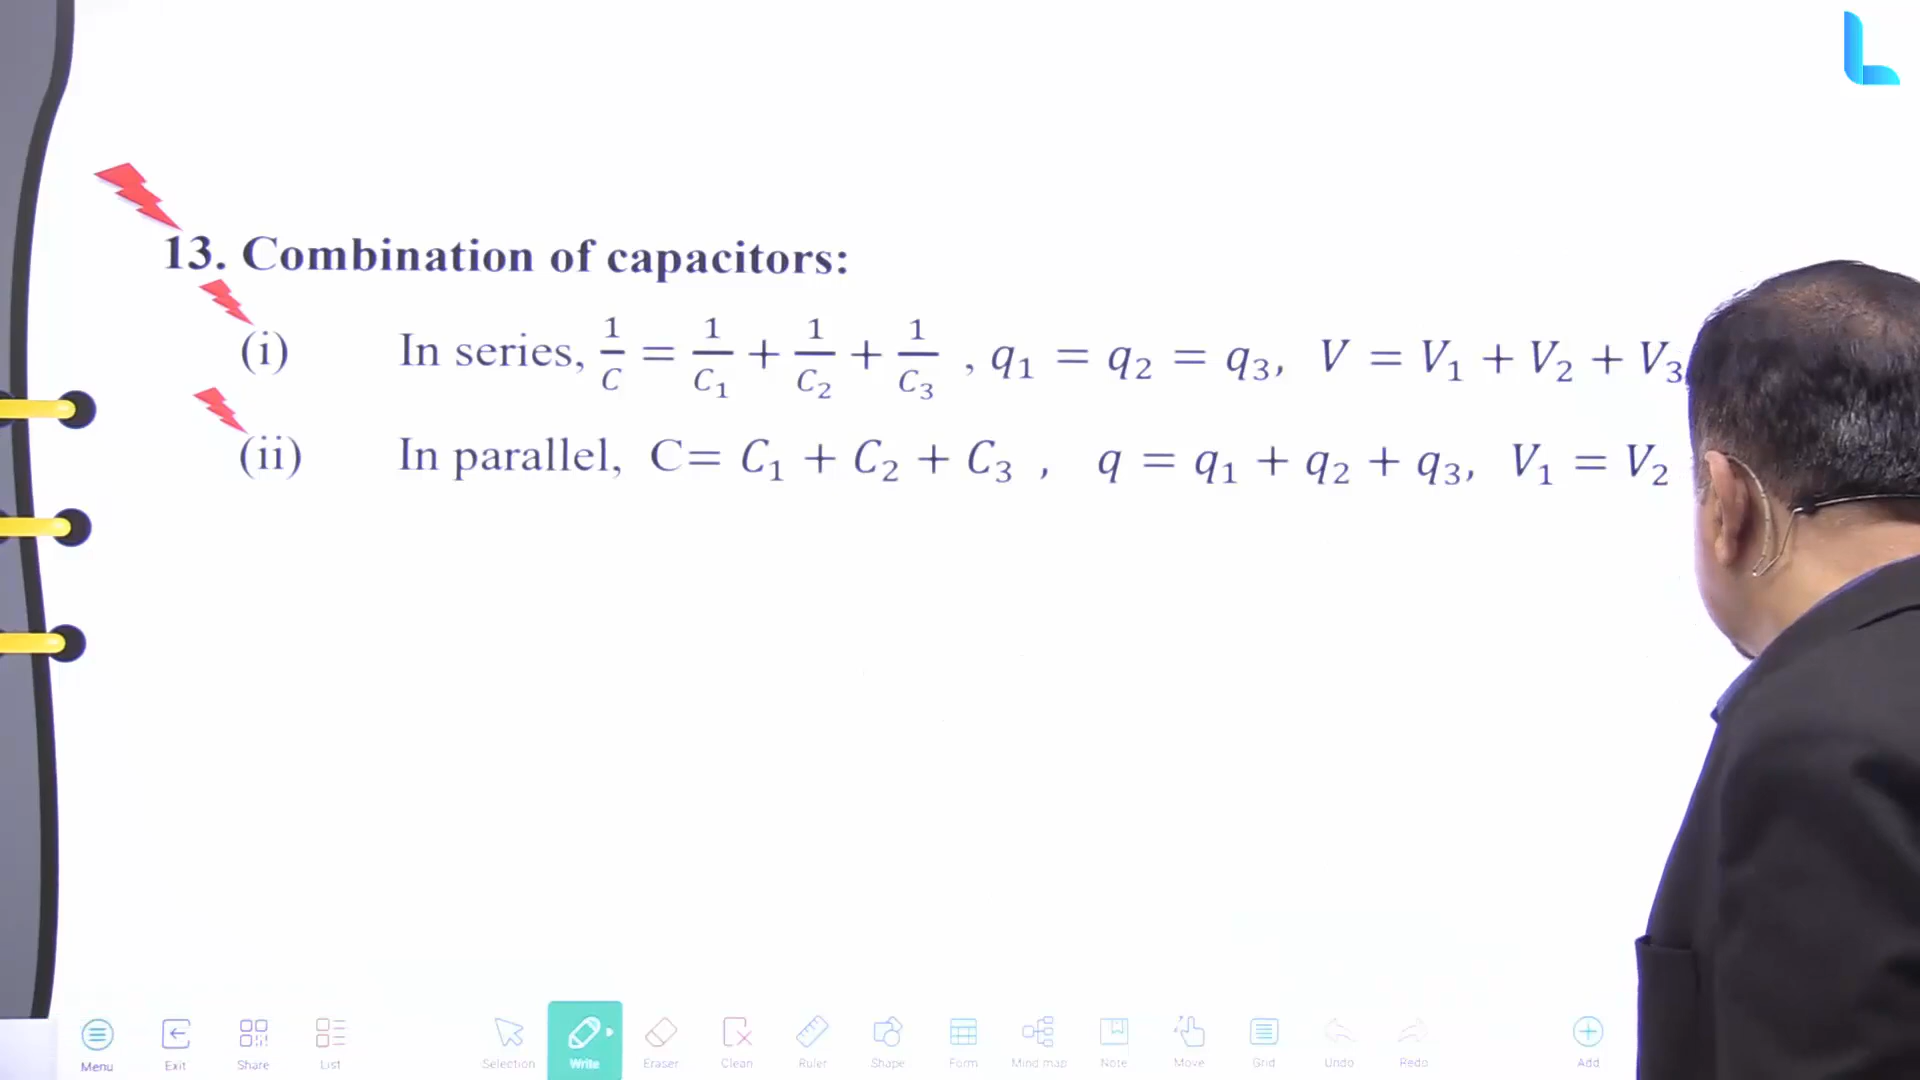 13. Combination of capacitors:
(i) In series, 1/C = 1/C₁ + 1/C₂ + 1/C₃ , q₁ = q₂ = q₃, V = V₁ + V₂ + V₃
(ii) In parallel, C= C₁ + C₂ + C₃ , q = q₁ + q₂ + q₃, V₁ = V₂
Menu Exit Share List Selection Write Eraser Clean Ruler Shape Form Mind map Note Move Grid Undo Redo Add